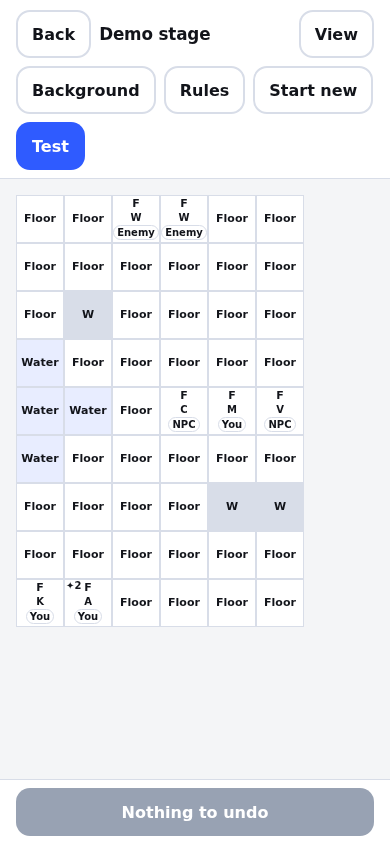 Back Demo stage View
Background Rules Start new
Test
Floor Floor F F Floor Floor
W W
Enemy Enemy
Floor Floor Floor Floor Floor Floor
Floor W Floor Floor Floor Floor
Water Floor Floor Floor Floor Floor
Water Water Floor F F F
C M V
NPC You NPC
Water Floor Floor Floor Floor Floor
Floor Floor Floor Floor W W
Floor Floor Floor Floor Floor Floor
F ✦2 F Floor Floor Floor Floor
K A
You You
Nothing to undo